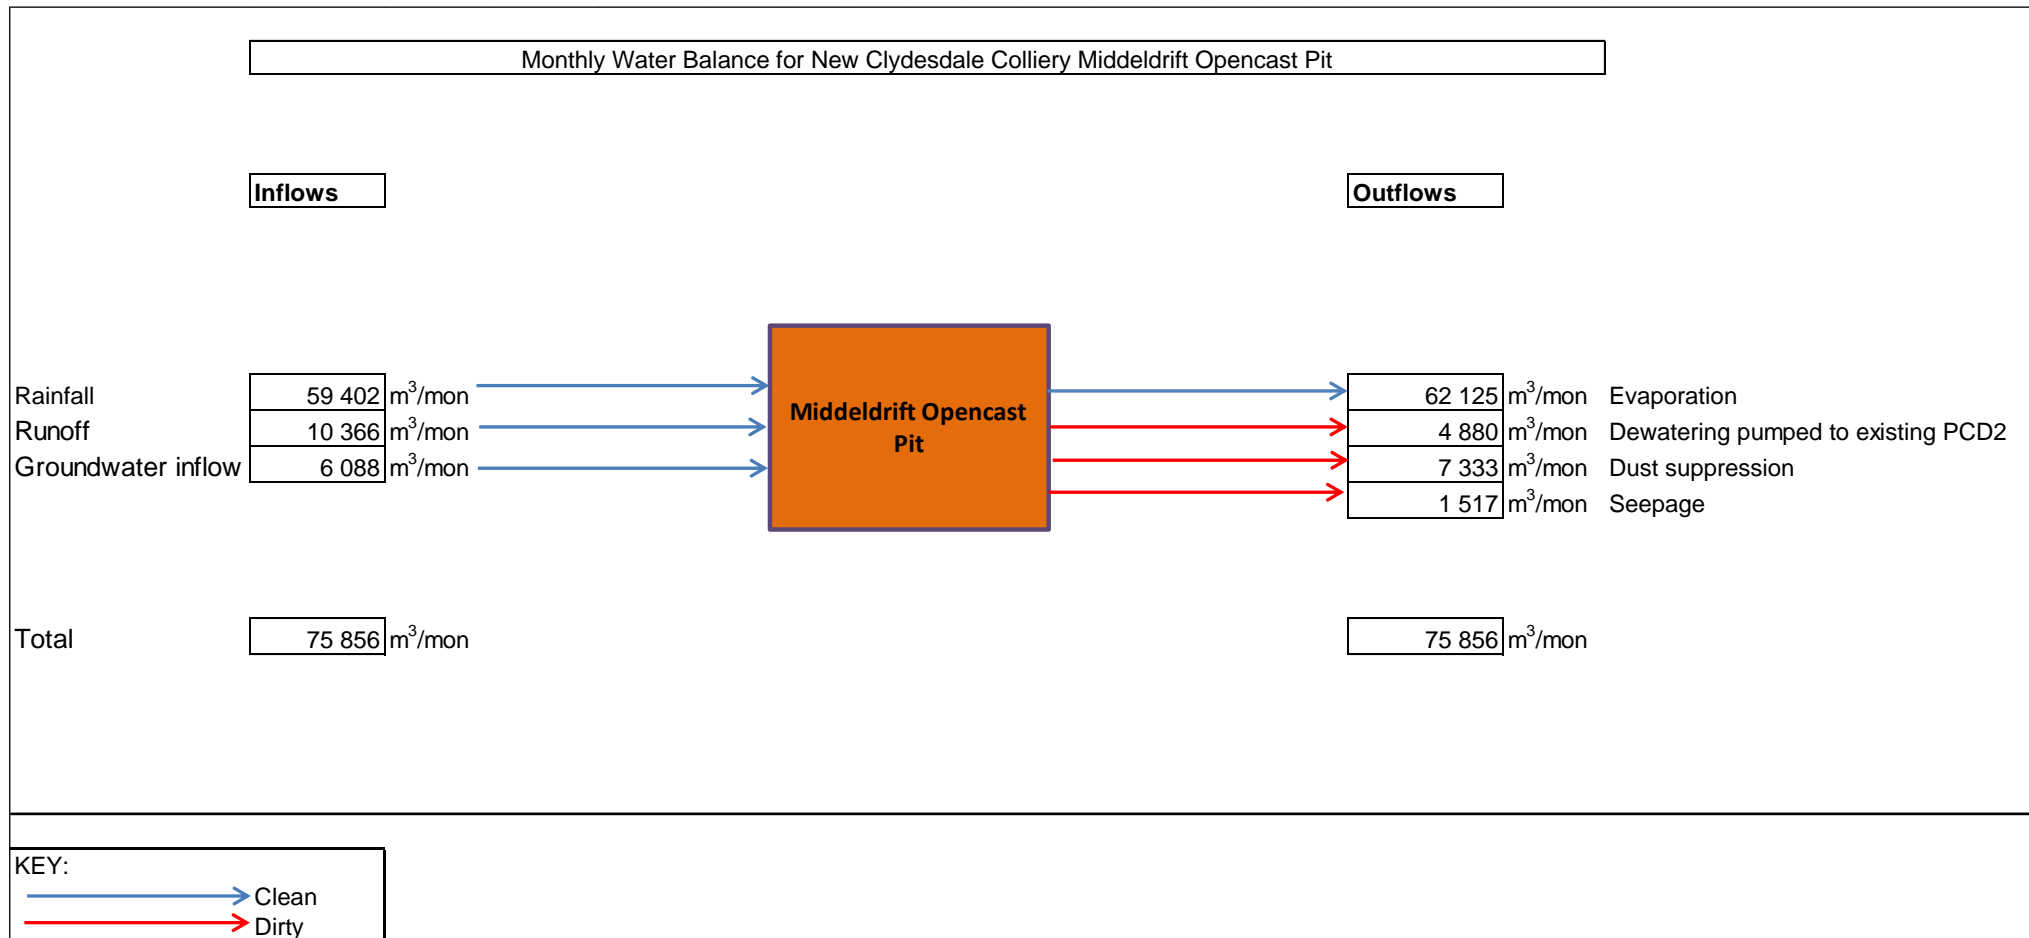 Monthly Water Balance for New Clydesdale Colliery Middeldrift Opencast Pit
Inflows
Outflows
Rainfall 59 402 m³/mon
62 125 m³/mon Evaporation
Runoff 10 366 m³/mon
4 880 m³/mon Dewatering pumped to existing PCD2
Groundwater inflow 6 088 m³/mon
7 333 m³/mon Dust suppression
1 517 m³/mon Seepage
Middeldrift Opencast
Pit
Total 75 856 m³/mon
75 856 m³/mon
KEY:
Clean
Dirty